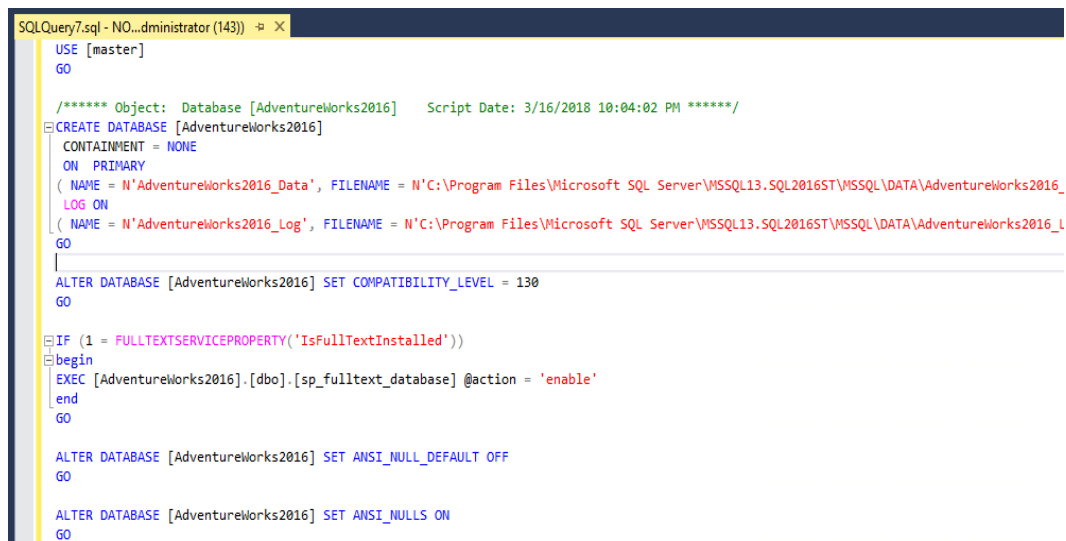 SQLQuery7.sql - NO...dministrator (143))
USE [master]
GO
/****** Object:  Database [AdventureWorks2016]    Script Date: 3/16/2018 10:04:02 PM ******/
CREATE DATABASE [AdventureWorks2016]
CONTAINMENT = NONE
ON  PRIMARY
( NAME = N'AdventureWorks2016_Data', FILENAME = N'C:\Program Files\Microsoft SQL Server\MSSQL13.SQL2016ST\MSSQL\DATA\AdventureWorks2016_
LOG ON
( NAME = N'AdventureWorks2016_Log', FILENAME = N'C:\Program Files\Microsoft SQL Server\MSSQL13.SQL2016ST\MSSQL\DATA\AdventureWorks2016_L
GO
ALTER DATABASE [AdventureWorks2016] SET COMPATIBILITY_LEVEL = 130
GO
IF (1 = FULLTEXTSERVICEPROPERTY('IsFullTextInstalled'))
begin
EXEC [AdventureWorks2016].[dbo].[sp_fulltext_database] @action = 'enable'
end
GO
ALTER DATABASE [AdventureWorks2016] SET ANSI_NULL_DEFAULT OFF
GO
ALTER DATABASE [AdventureWorks2016] SET ANSI_NULLS ON
GO